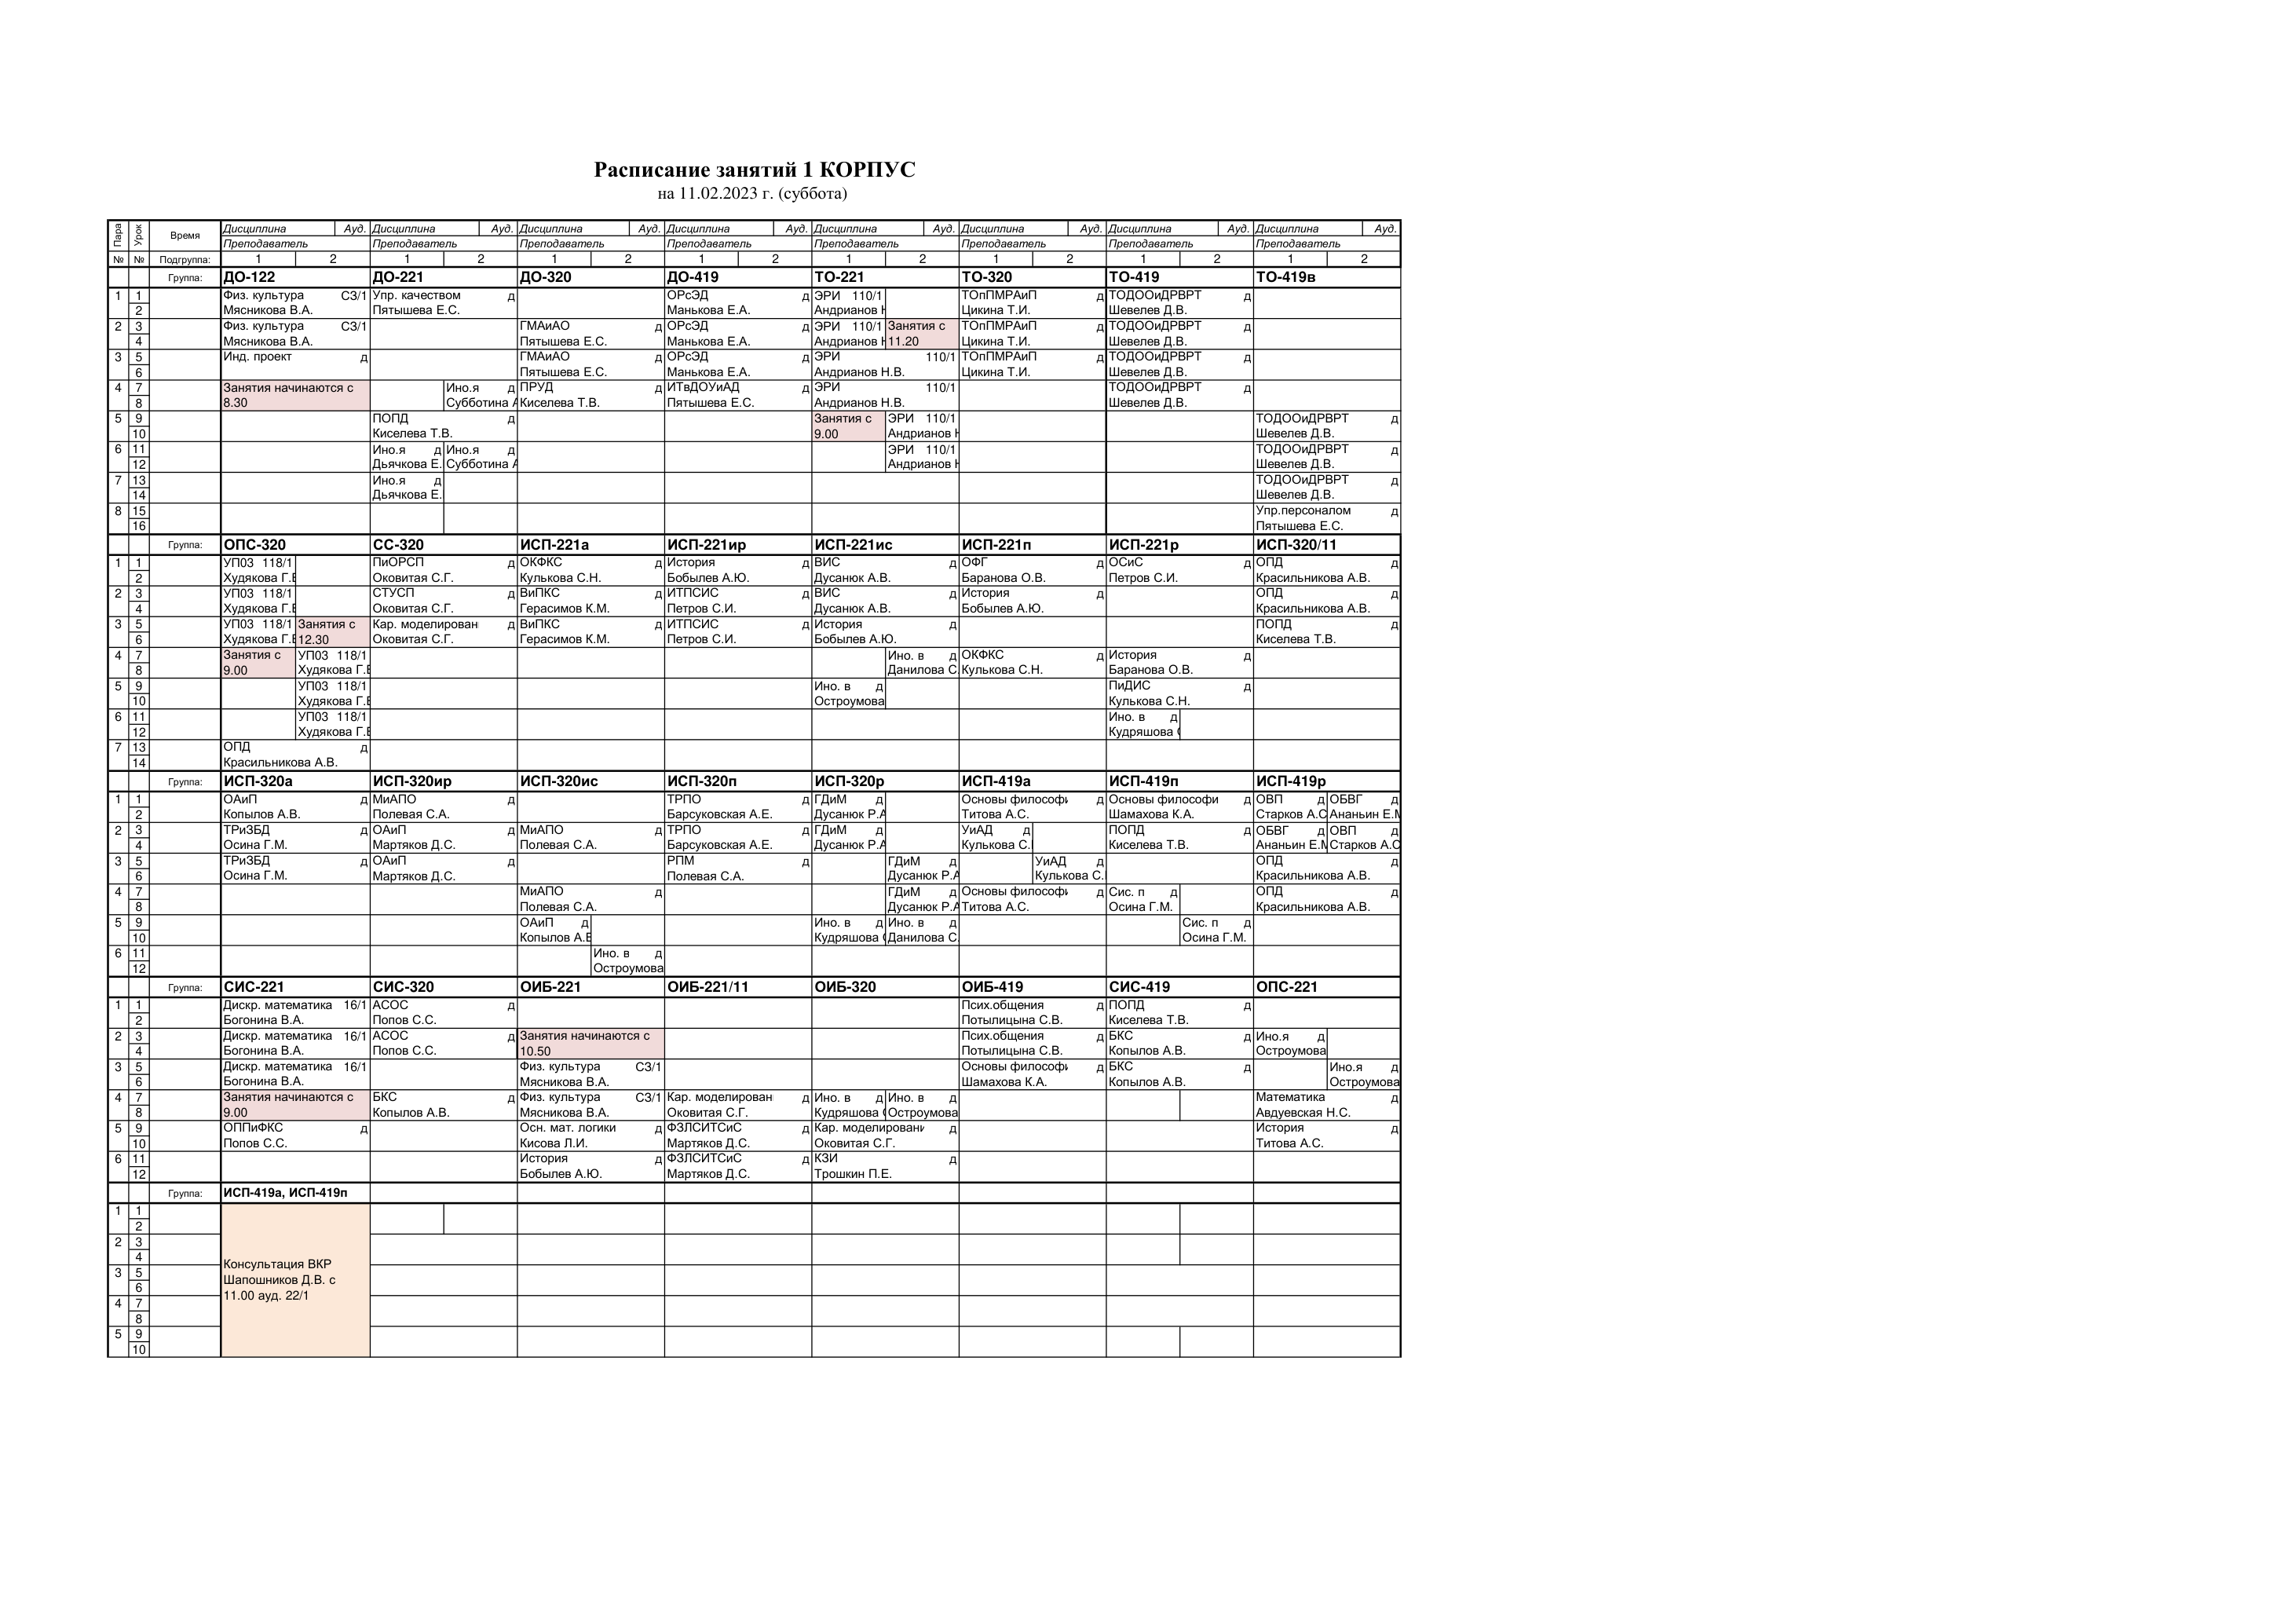 Расписание занятий 1 КОРПУС
на 11.02.2023 г. (суббота)
Пара Урок Время Дисциплина Ауд. Дисциплина Ауд. Дисциплина Ауд. Дисциплина Ауд. Дисциплина Ауд. Дисциплина Ауд. Дисциплина Ауд. Дисциплина Ауд.
Преподаватель Преподаватель Преподаватель Преподаватель Преподаватель Преподаватель Преподаватель Преподаватель
№ № Подгруппа: 1 2 1 2 1 2 1 2 1 2 1 2 1 2 1 2
Группа: ДО-122 ДО-221 ДО-320 ДО-419 ТО-221 ТО-320 ТО-419 ТО-419в
1 1 Физ. культура СЗ/1 Упр. качеством д ОРсЭД д ЭРИ 110/1 ТОпПМРАиП д ТОДООиДРВРТ д
2 Мясникова В.А. Пятышева Е.С. Манькова Е.А. Андрианов Н Цикина Т.И. Шевелев Д.В.
2 3 Физ. культура СЗ/1 ГМАиАО д ОРсЭД д ЭРИ 110/1 Занятия с ТОпПМРАиП д ТОДООиДРВРТ д
4 Мясникова В.А. Пятышева Е.С. Манькова Е.А. Андрианов Н 11.20 Цикина Т.И. Шевелев Д.В.
3 5 Инд. проект д ГМАиАО д ОРсЭД д ЭРИ 110/1 ТОпПМРАиП д ТОДООиДРВРТ д
6 Пятышева Е.С. Манькова Е.А. Андрианов Н.В. Цикина Т.И. Шевелев Д.В.
4 7 Занятия начинаются с Ино.я д ПРУД д ИТвДОУиАД д ЭРИ 110/1 ТОДООиДРВРТ д
8 8.30 Субботина А Киселева Т.В. Пятышева Е.С. Андрианов Н.В. Шевелев Д.В.
5 9 ПОПД д Занятия с ЭРИ 110/1 ТОДООиДРВРТ д
10 Киселева Т.В. 9.00 Андрианов Н Шевелев Д.В.
6 11 Ино.я д Ино.я д ЭРИ 110/1 ТОДООиДРВРТ д
12 Дьячкова Е. Субботина А Андрианов Н Шевелев Д.В.
7 13 Ино.я д ТОДООиДРВРТ д
14 Дьячкова Е. Шевелев Д.В.
8 15 Упр.персоналом д
16 Пятышева Е.С.
Группа: ОПС-320 СС-320 ИСП-221а ИСП-221ир ИСП-221ис ИСП-221п ИСП-221р ИСП-320/11
1 1 УП03 118/1 ПиОРСП д ОКФКС д История д ВИС д ОФГ д ОСиС д ОПД д
2 Худякова Г.В Оковитая С.Г. Кулькова С.Н. Бобылев А.Ю. Дусанюк А.В. Баранова О.В. Петров С.И. Красильникова А.В.
2 3 УП03 118/1 СТУСП д ВиПКС д ИТПСИС д ВИС д История д ОПД д
4 Худякова Г.В Оковитая С.Г. Герасимов К.М. Петров С.И. Дусанюк А.В. Бобылев А.Ю. Красильникова А.В.
3 5 УП03 118/1 Занятия с Кар. моделирован д ВиПКС д ИТПСИС д История д ПОПД д
6 Худякова Г.В 12.30 Оковитая С.Г. Герасимов К.М. Петров С.И. Бобылев А.Ю. Киселева Т.В.
4 7 Занятия с УП03 118/1 Ино. в д ОКФКС д История д
8 9.00 Худякова Г.В Данилова С. Кулькова С.Н. Баранова О.В.
5 9 УП03 118/1 Ино. в д ПиДИС д
10 Худякова Г.В Остроумова Кулькова С.Н.
6 11 УП03 118/1 Ино. в д
12 Худякова Г.В Кудряшова
7 13 ОПД д
14 Красильникова А.В.
Группа: ИСП-320а ИСП-320ир ИСП-320ис ИСП-320п ИСП-320р ИСП-419а ИСП-419п ИСП-419р
1 1 ОАиП д МиАПО д ТРПО д ГДиМ д Основы философи д Основы философи д ОВП д ОБВГ д
2 Копылов А.В. Полевая С.А. Барсуковская А.Е. Дусанюк Р.А Титова А.С. Шамахова К.А. Старков А.С Ананьин Е.М
2 3 ТРиЗБД д ОАиП д МиАПО д ТРПО д ГДиМ д УиАД д ПОПД д ОБВГ д ОВП д
4 Осина Г.М. Мартяков Д.С. Полевая С.А. Барсуковская А.Е. Дусанюк Р.А Кулькова С. Киселева Т.В. Ананьин Е.М Старков А.С
3 5 ТРиЗБД д ОАиП д РПМ д ГДиМ д УиАД д ОПД д
6 Осина Г.М. Мартяков Д.С. Полевая С.А. Дусанюк Р.А Кулькова С. Красильникова А.В.
4 7 МиАПО д ГДиМ д Основы философи д Сис. п д ОПД д
8 Полевая С.А. Дусанюк Р.А Титова А.С. Осина Г.М. Красильникова А.В.
5 9 ОАиП д Ино. в д Ино. в д Сис. п д
10 Копылов А.В Кудряшова Данилова С. Осина Г.М.
6 11 Ино. в д
12 Остроумова
Группа: СИС-221 СИС-320 ОИБ-221 ОИБ-221/11 ОИБ-320 ОИБ-419 СИС-419 ОПС-221
1 1 Дискр. математика 16/1 АСОС д Псих.общения д ПОПД д
2 Богонина В.А. Попов С.С. Потылицына С.В. Киселева Т.В.
2 3 Дискр. математика 16/1 АСОС д Занятия начинаются с Псих.общения д БКС д Ино.я д
4 Богонина В.А. Попов С.С. 10.50 Потылицына С.В. Копылов А.В. Остроумова
3 5 Дискр. математика 16/1 Физ. культура СЗ/1 Основы философи д БКС д Ино.я д
6 Богонина В.А. Мясникова В.А. Шамахова К.А. Копылов А.В. Остроумова
4 7 Занятия начинаются с БКС д Физ. культура СЗ/1 Кар. моделирован д Ино. в д Ино. в д Математика д
8 9.00 Копылов А.В. Мясникова В.А. Оковитая С.Г. Кудряшова Остроумова Авдуевская Н.С.
5 9 ОППиФКС д Осн. мат. логики д ФЗЛСИТСиС д Кар. моделировани д История д
10 Попов С.С. Кисова Л.И. Мартяков Д.С. Оковитая С.Г. Титова А.С.
6 11 История д ФЗЛСИТСиС д КЗИ д
12 Бобылев А.Ю. Мартяков Д.С. Трошкин П.Е.
Группа: ИСП-419а, ИСП-419п
1 1
2
2 3
4
Консультация ВКР
3 5
Шапошников Д.В. с
6
11.00 ауд. 22/1
4 7
8
5 9
10